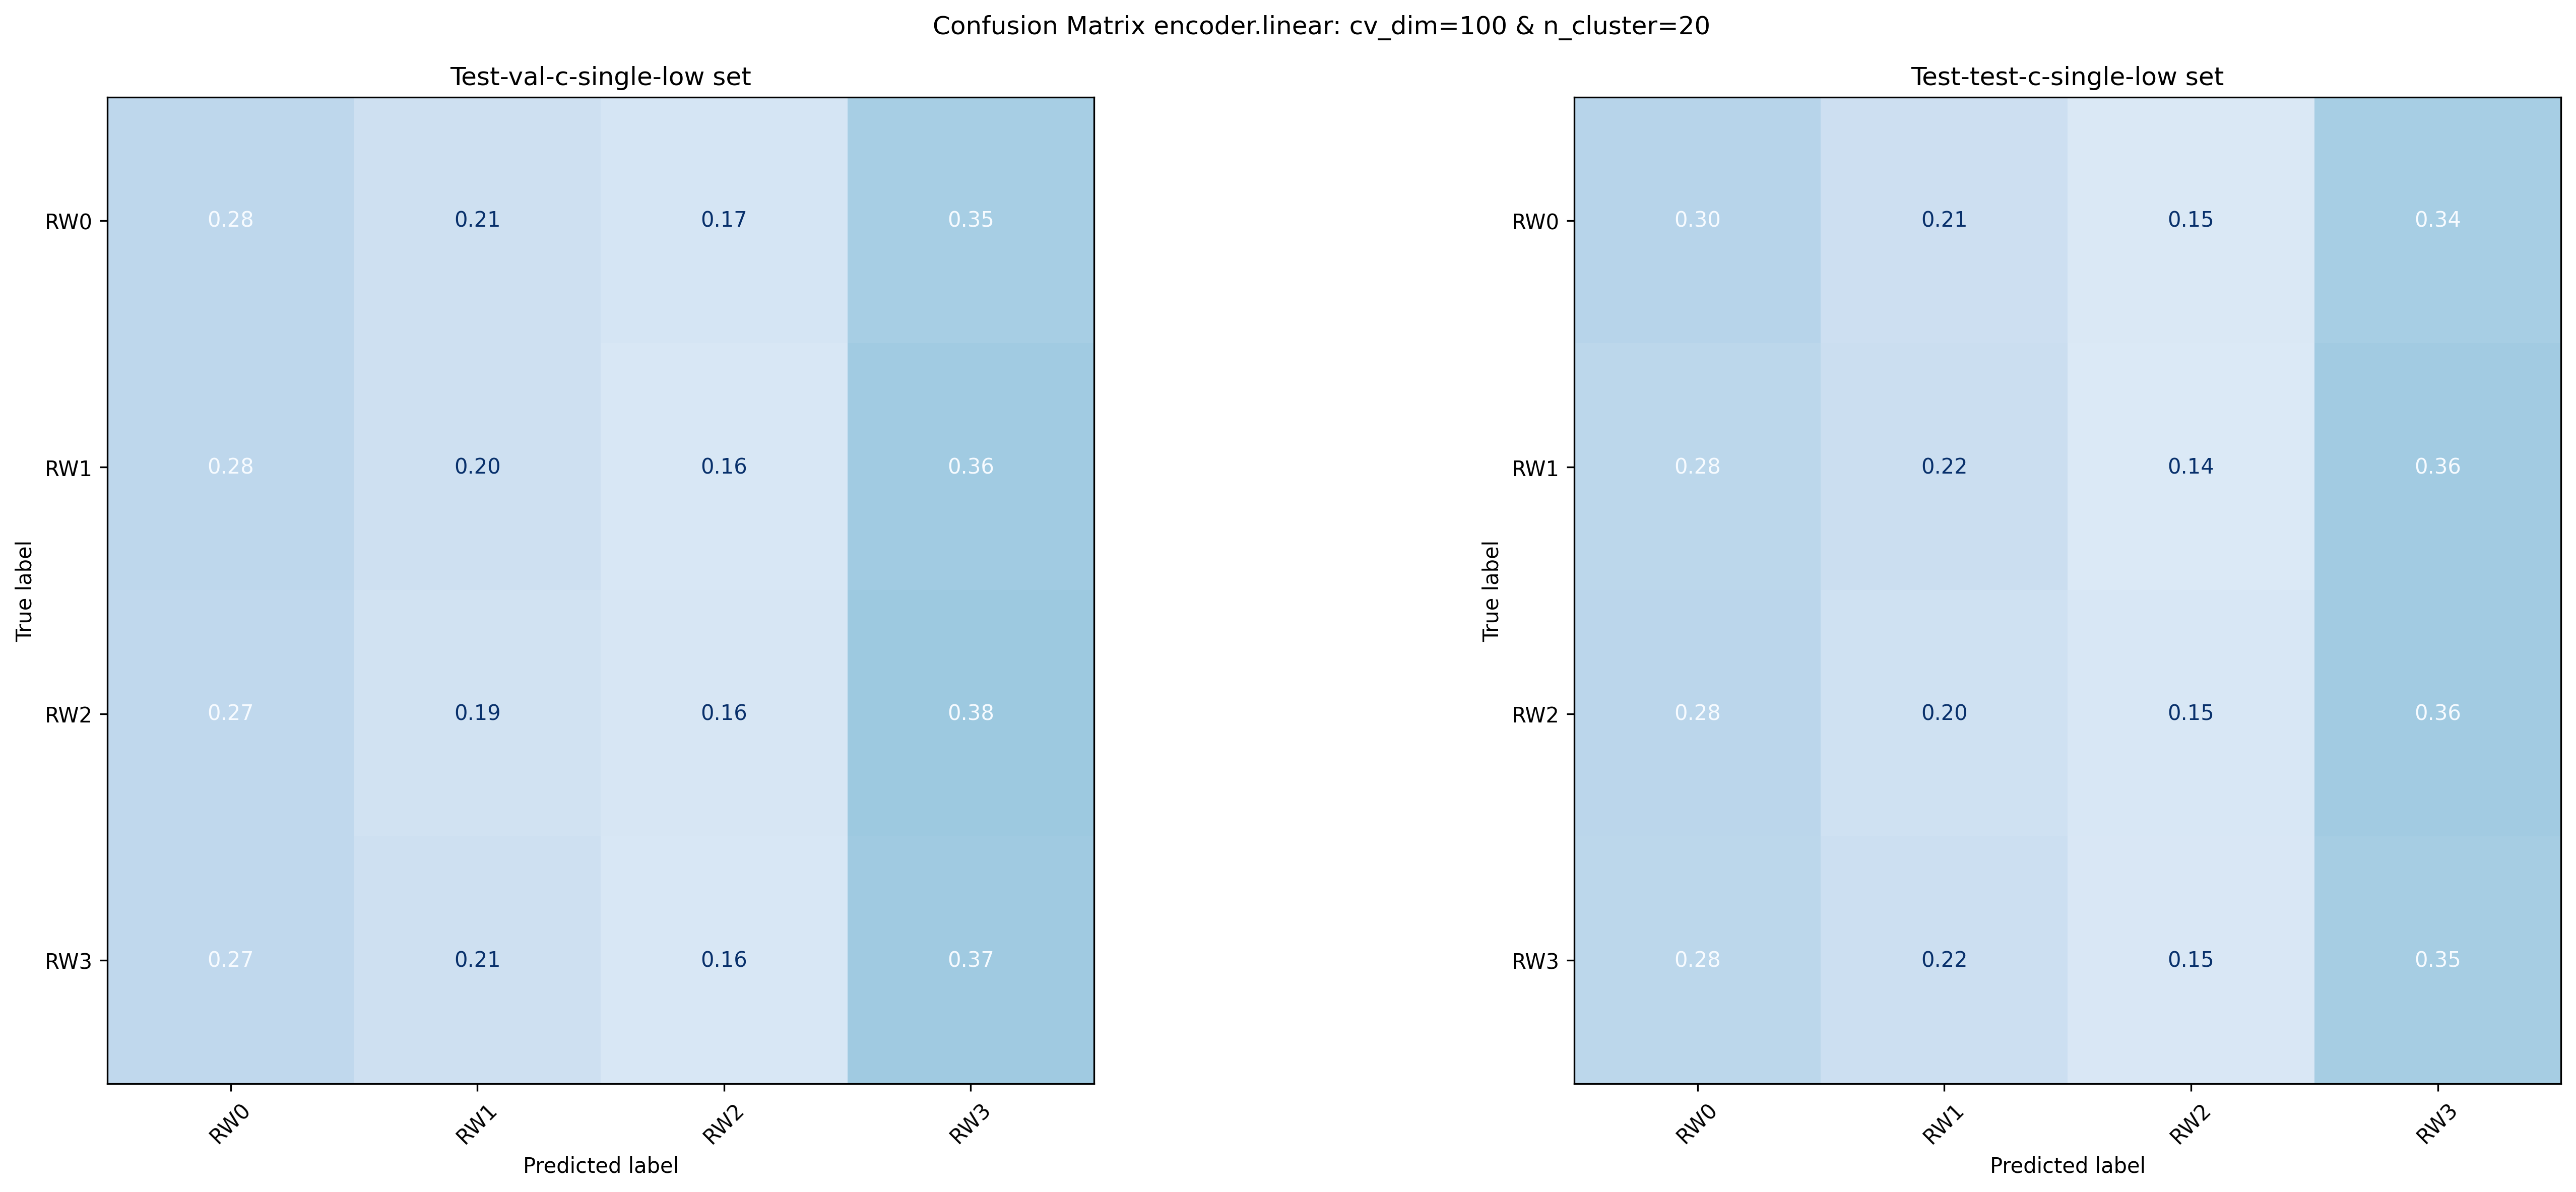 Confusion Matrix encoder.linear: cv_dim=100 & n_cluster=20
Test-val-c-single-low set
True label
RW0 0.28 0.21 0.17 0.35
RW1 0.28 0.20 0.16 0.36
RW2 0.27 0.19 0.16 0.38
RW3 0.27 0.21 0.16 0.37
RW0 RW1 RW2 RW3
Predicted label
Test-test-c-single-low set
True label
RW0 0.30 0.21 0.15 0.34
RW1 0.28 0.22 0.14 0.36
RW2 0.28 0.20 0.15 0.36
RW3 0.28 0.22 0.15 0.35
RW0 RW1 RW2 RW3
Predicted label